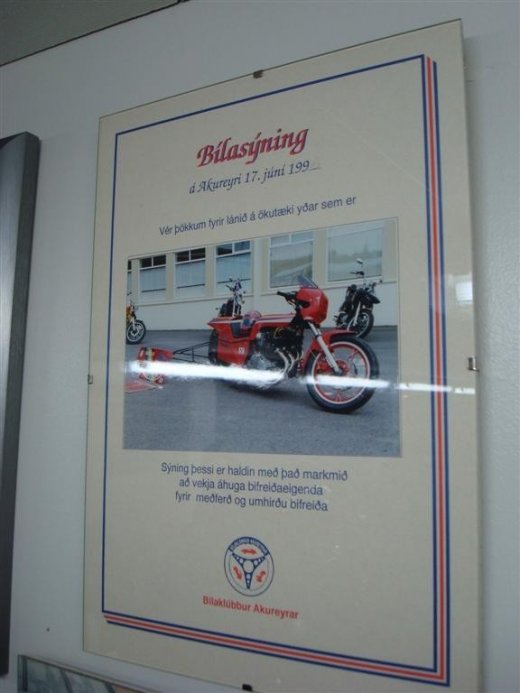 Bílasýning
á Akureyri 17. júní 199
Vér þökkum fyrir lánið á ökutæki yðar sem er
Sýning þessi er haldin með það markmið
að vekja áhuga bifreiðaeigenda
fyrir meðferð og umhirðu bifreiða
Bílaklúbbur Akureyrar